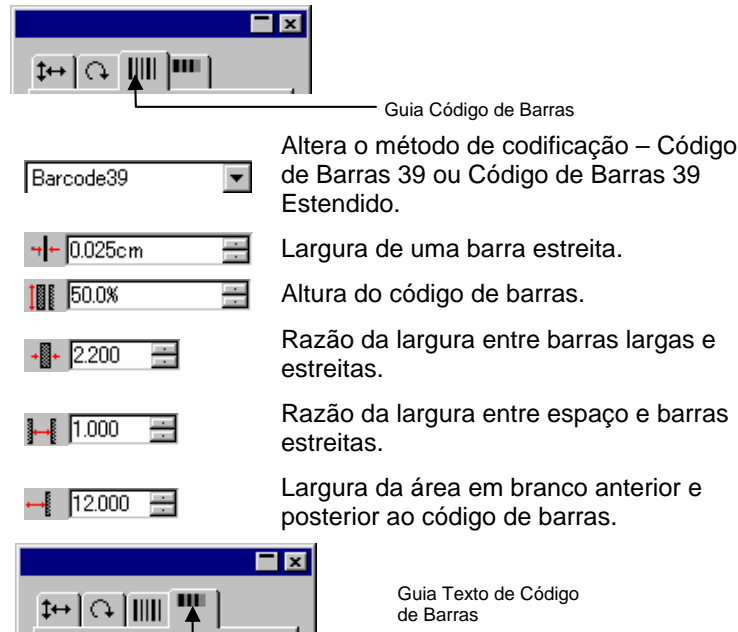 Guia Código de Barras
Altera o método de codificação – Código
de Barras 39 ou Código de Barras 39
Estendido.
Barcode39
0.025cm
Largura de uma barra estreita.
50.0%
Altura do código de barras.
2.200
Razão da largura entre barras largas e
estreitas.
1.000
Razão da largura entre espaço e barras
estreitas.
12.000
Largura da área em branco anterior e
posterior ao código de barras.
Guia Texto de Código
de Barras